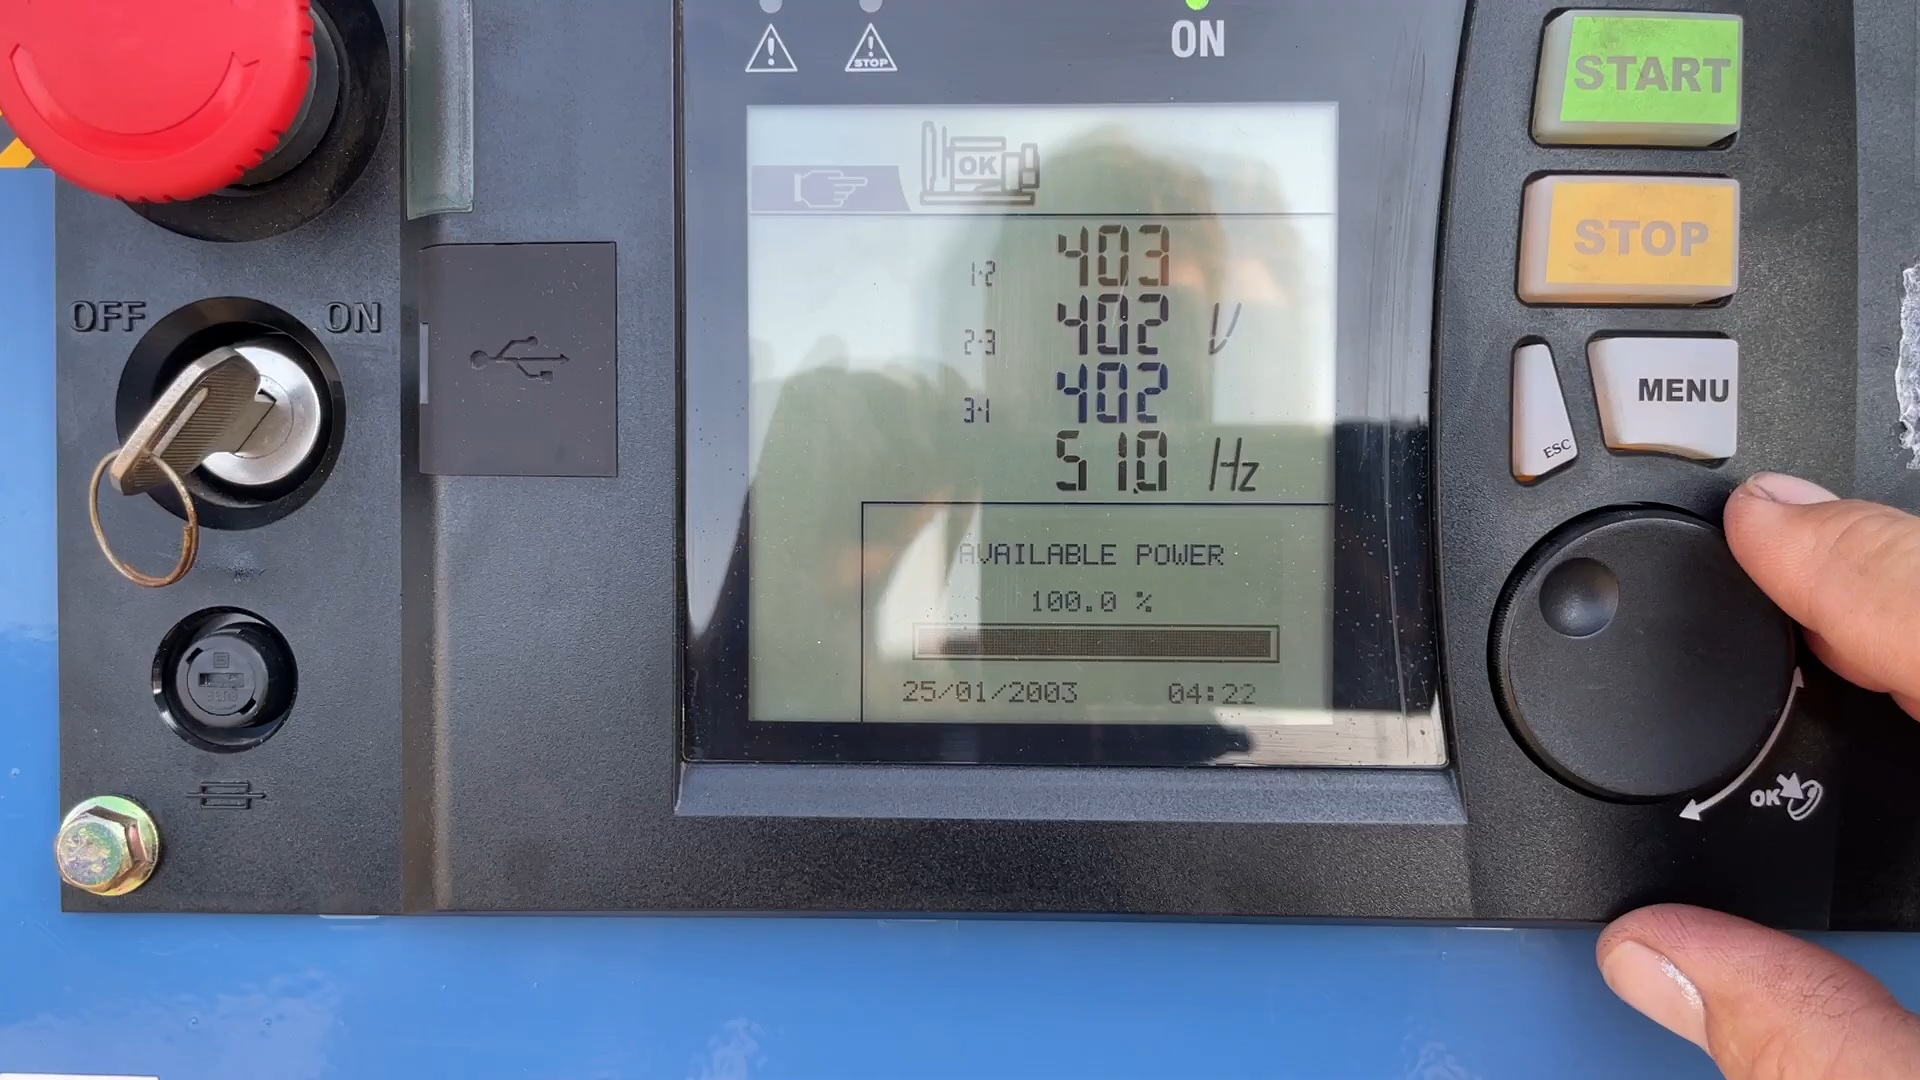 STOP
ON
START
OK
STOP
1·2 403
2·3 402 V
3·1 402
51.0 Hz
OFF ON
MENU
ESC
AVAILABLE POWER
100.0 %
25/01/2003 04:22
OK